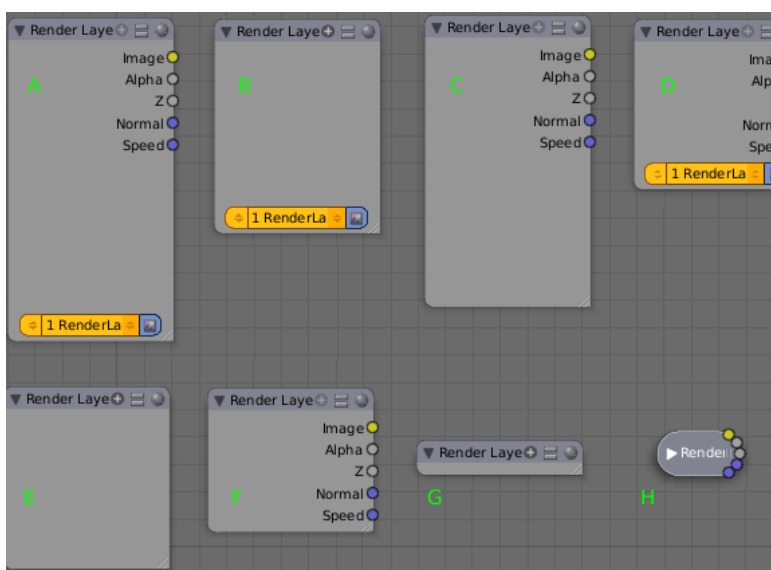 Render Laye
Image
Alpha
Z
Normal
Speed
A
1 RenderLa
Render Laye
B
1 RenderLa
Render Laye
Image
Alpha
Z
Normal
Speed
C
Render Laye
Ima
Alp
Norm
Spe
D
1 RenderLa
Render Laye
E
Render Laye
Image
Alpha
Z
Normal
Speed
F
Render Laye
G
Render
H